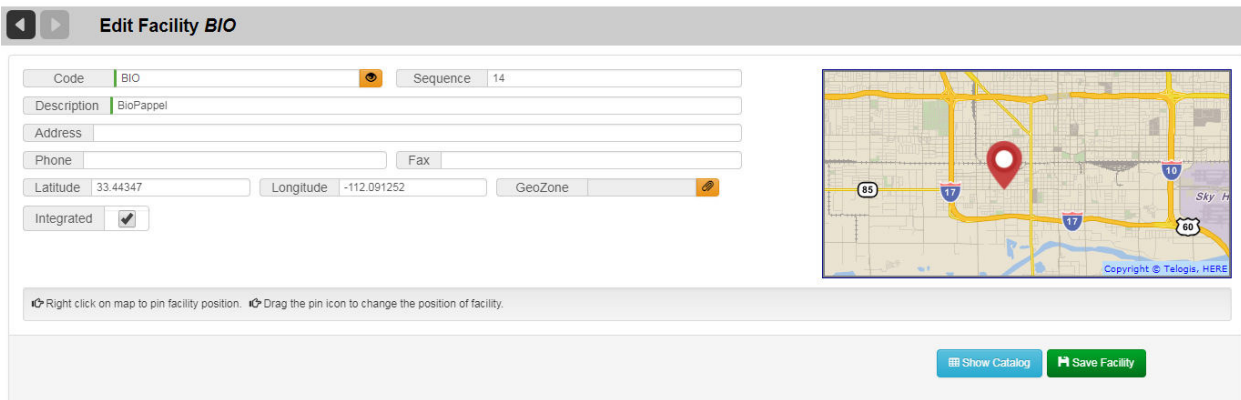 Edit Facility BIO
Code BIO Sequence 14
Description BioPappel
Address
Phone Fax
Latitude 33.44347 Longitude -112.091252 GeoZone
Integrated
85
17
17
10
Sky H
60
Copyright © Telogis, HERE
Right click on map to pin facility position. Drag the pin icon to change the position of facility.
Show Catalog Save Facility